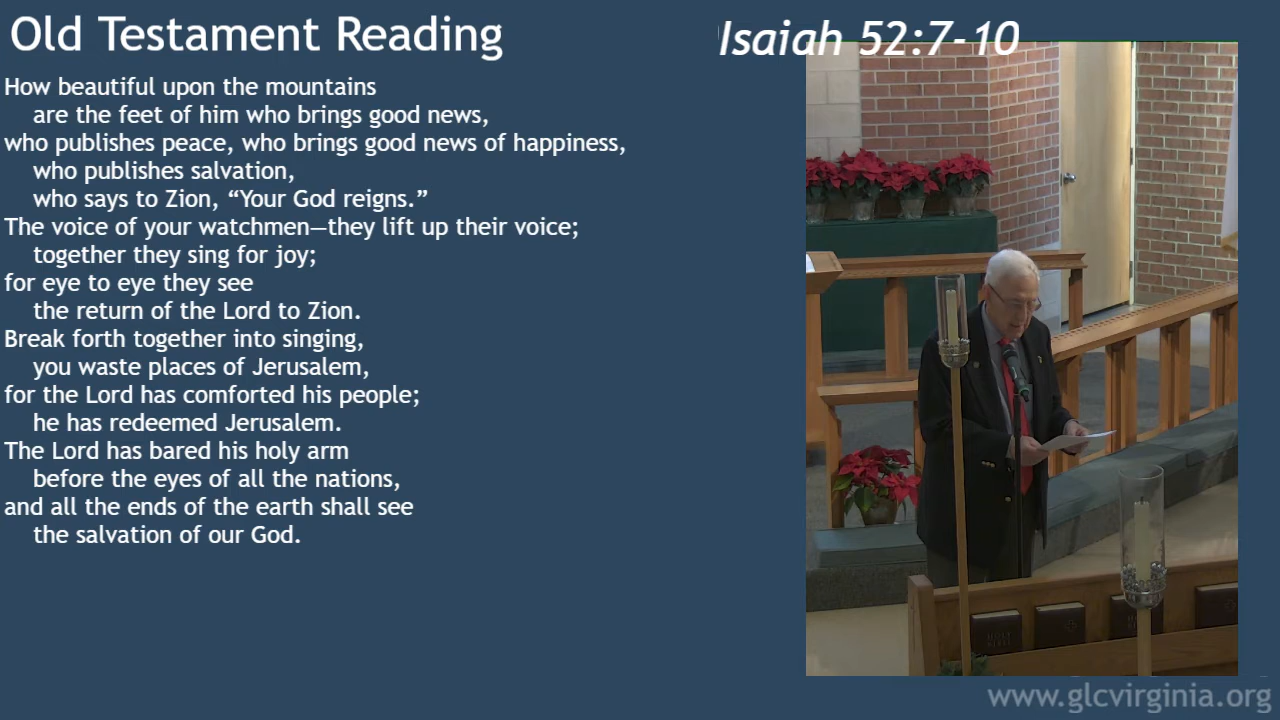 Old Testament Reading
Isaiah 52:7-10
How beautiful upon the mountains
are the feet of him who brings good news,
who publishes peace, who brings good news of happiness,
who publishes salvation,
who says to Zion, “Your God reigns.”
The voice of your watchmen—they lift up their voice;
together they sing for joy;
for eye to eye they see
the return of the Lord to Zion.
Break forth together into singing,
you waste places of Jerusalem,
for the Lord has comforted his people;
he has redeemed Jerusalem.
The Lord has bared his holy arm
before the eyes of all the nations,
and all the ends of the earth shall see
the salvation of our God.
HOLY
BIBLE
www.glcvirginia.org